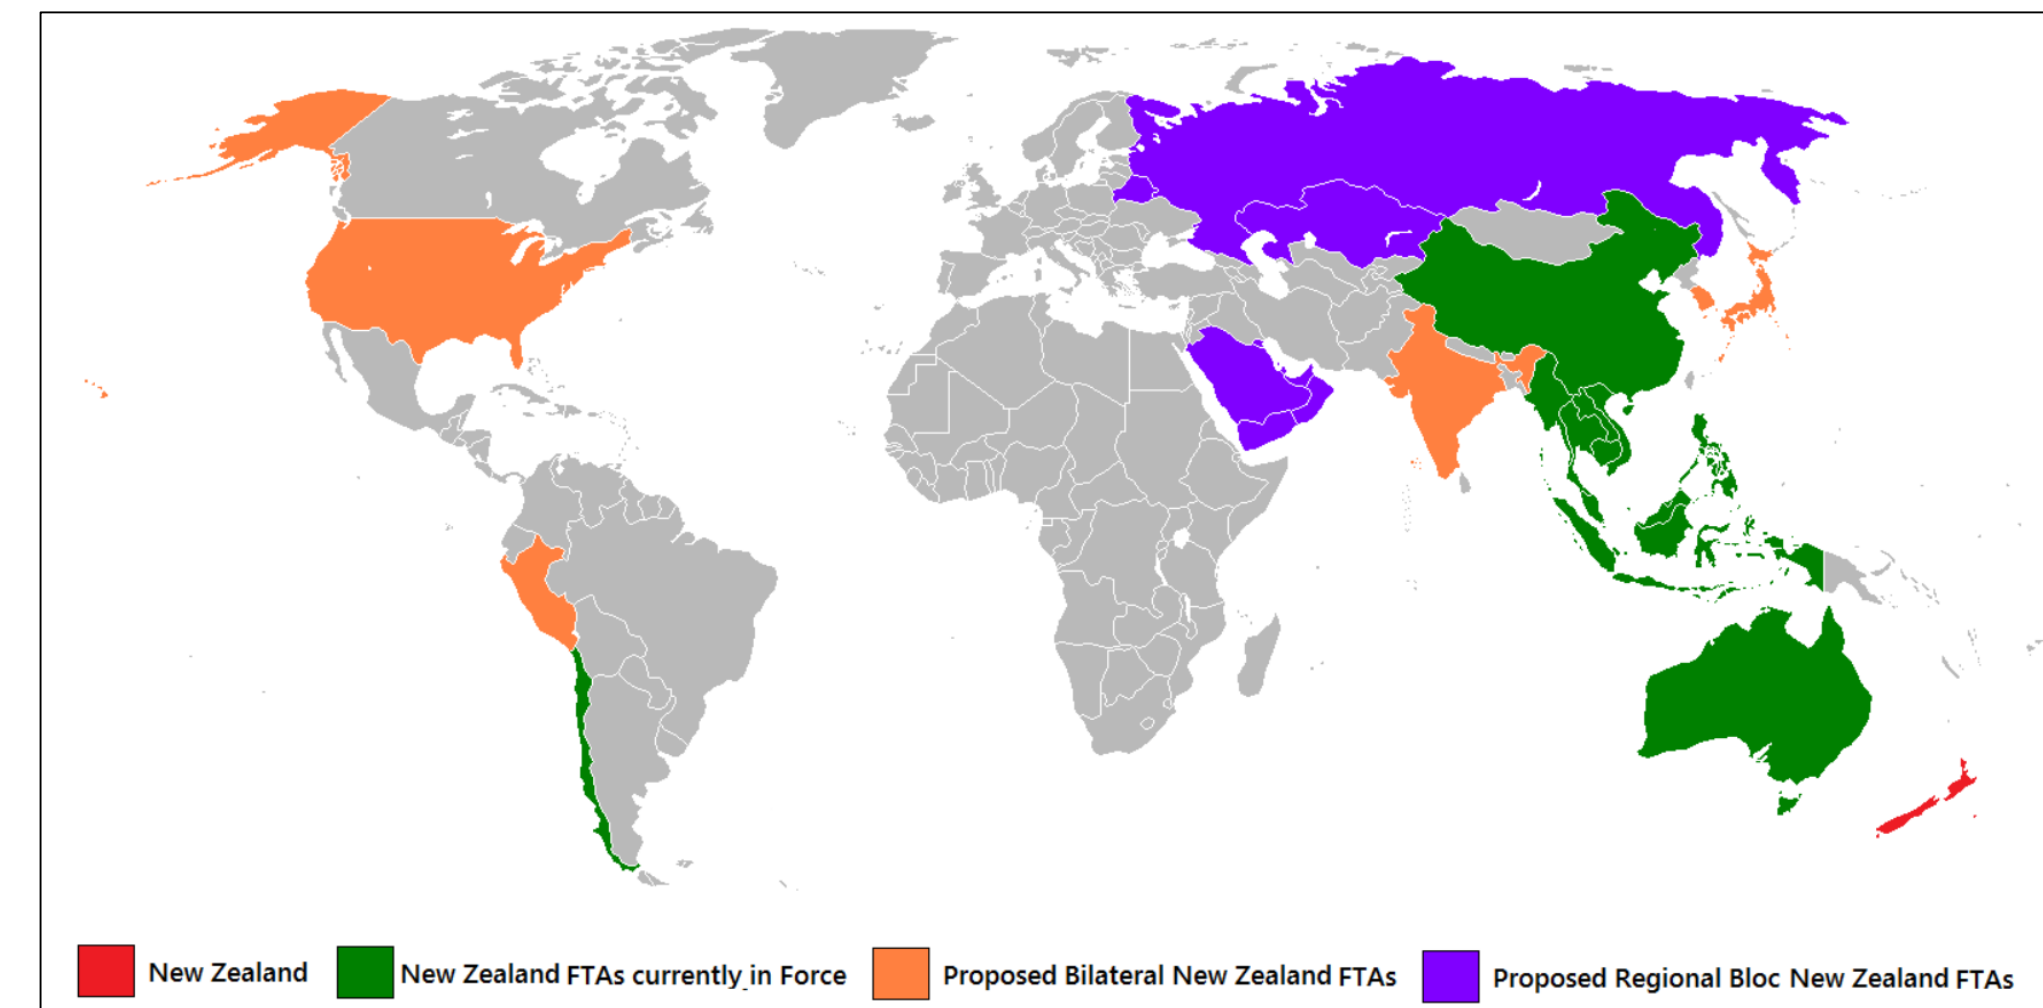 New Zealand
New Zealand FTAs currently in Force
Proposed Bilateral New Zealand FTAs
Proposed Regional Bloc New Zealand FTAs